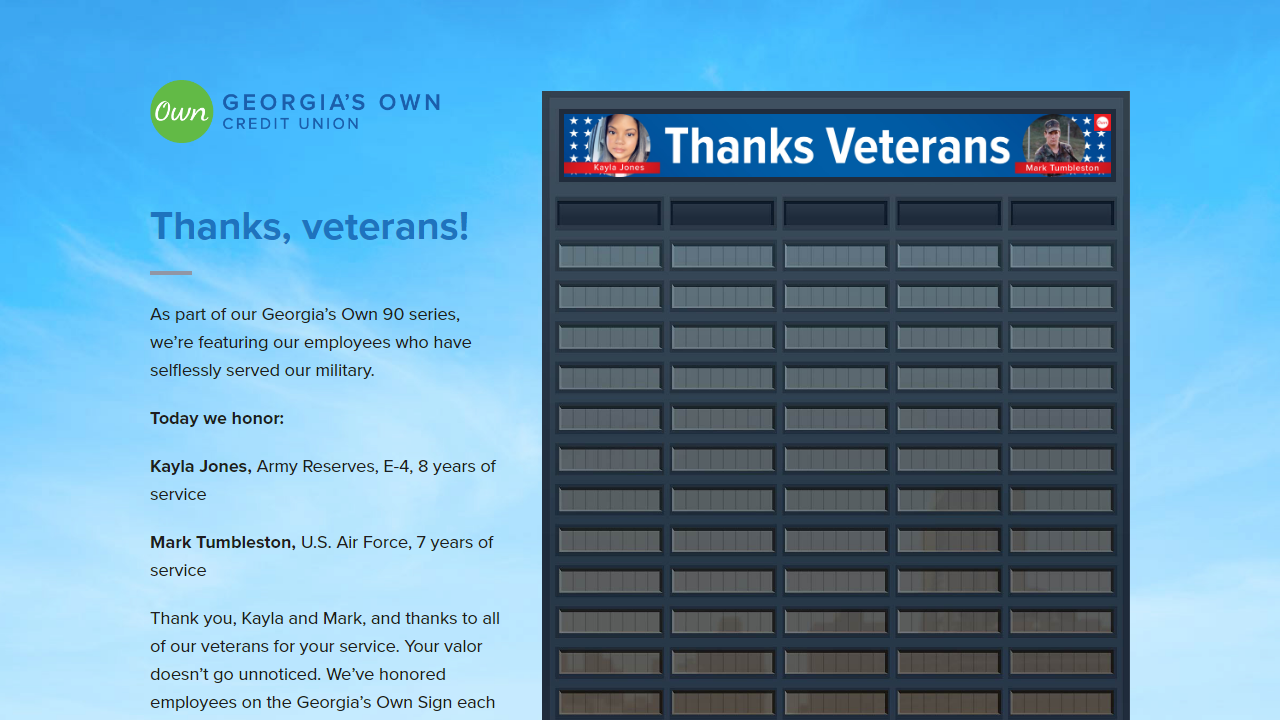 Own
GEORGIA'S OWN
CREDIT UNION
Thanks, veterans!
As part of our Georgia’s Own 90 series,
we’re featuring our employees who have
selflessly served our military.
Today we honor:
Kayla Jones, Army Reserves, E-4, 8 years of
service
Mark Tumbleston, U.S. Air Force, 7 years of
service
Thank you, Kayla and Mark, and thanks to all
of our veterans for your service. Your valor
doesn’t go unnoticed. We’ve honored
employees on the Georgia’s Own Sign each
Thanks Veterans
Kayla Jones
Mark Tumbleston